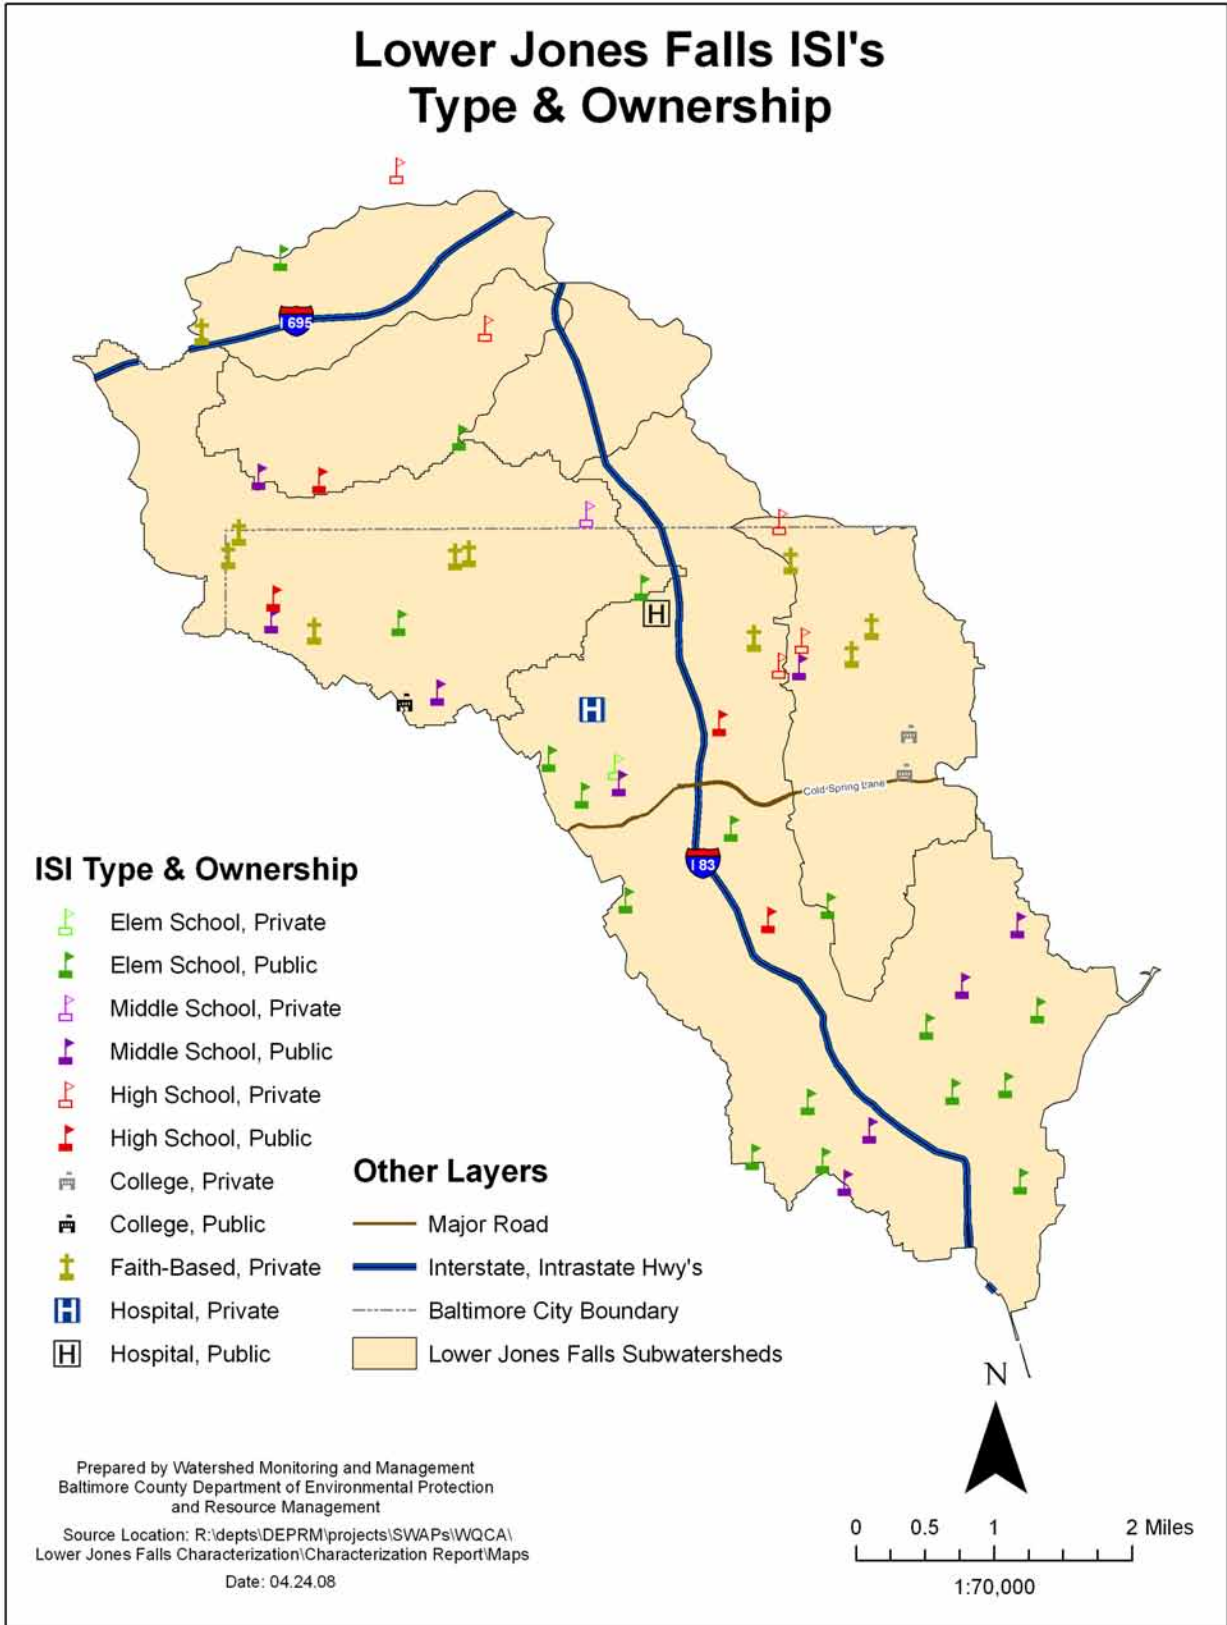 Lower Jones Falls ISI's
Type & Ownership
I 695
H
H
Cold Spring Lane
I 83
ISI Type & Ownership
Elem School, Private
Elem School, Public
Middle School, Private
Middle School, Public
High School, Private
High School, Public
College, Private
College, Public
Faith-Based, Private
H Hospital, Private
H Hospital, Public
Other Layers
Major Road
Interstate, Intrastate Hwy's
Baltimore City Boundary
Lower Jones Falls Subwatersheds
N
Prepared by Watershed Monitoring and Management
Baltimore County Department of Environmental Protection
and Resource Management
Source Location: R:\depts\DEPRM\projects\SWAPs\WQCA\
Lower Jones Falls Characterization\Characterization Report\Maps
Date: 04.24.08
0 0.5 1 2 Miles
1:70,000